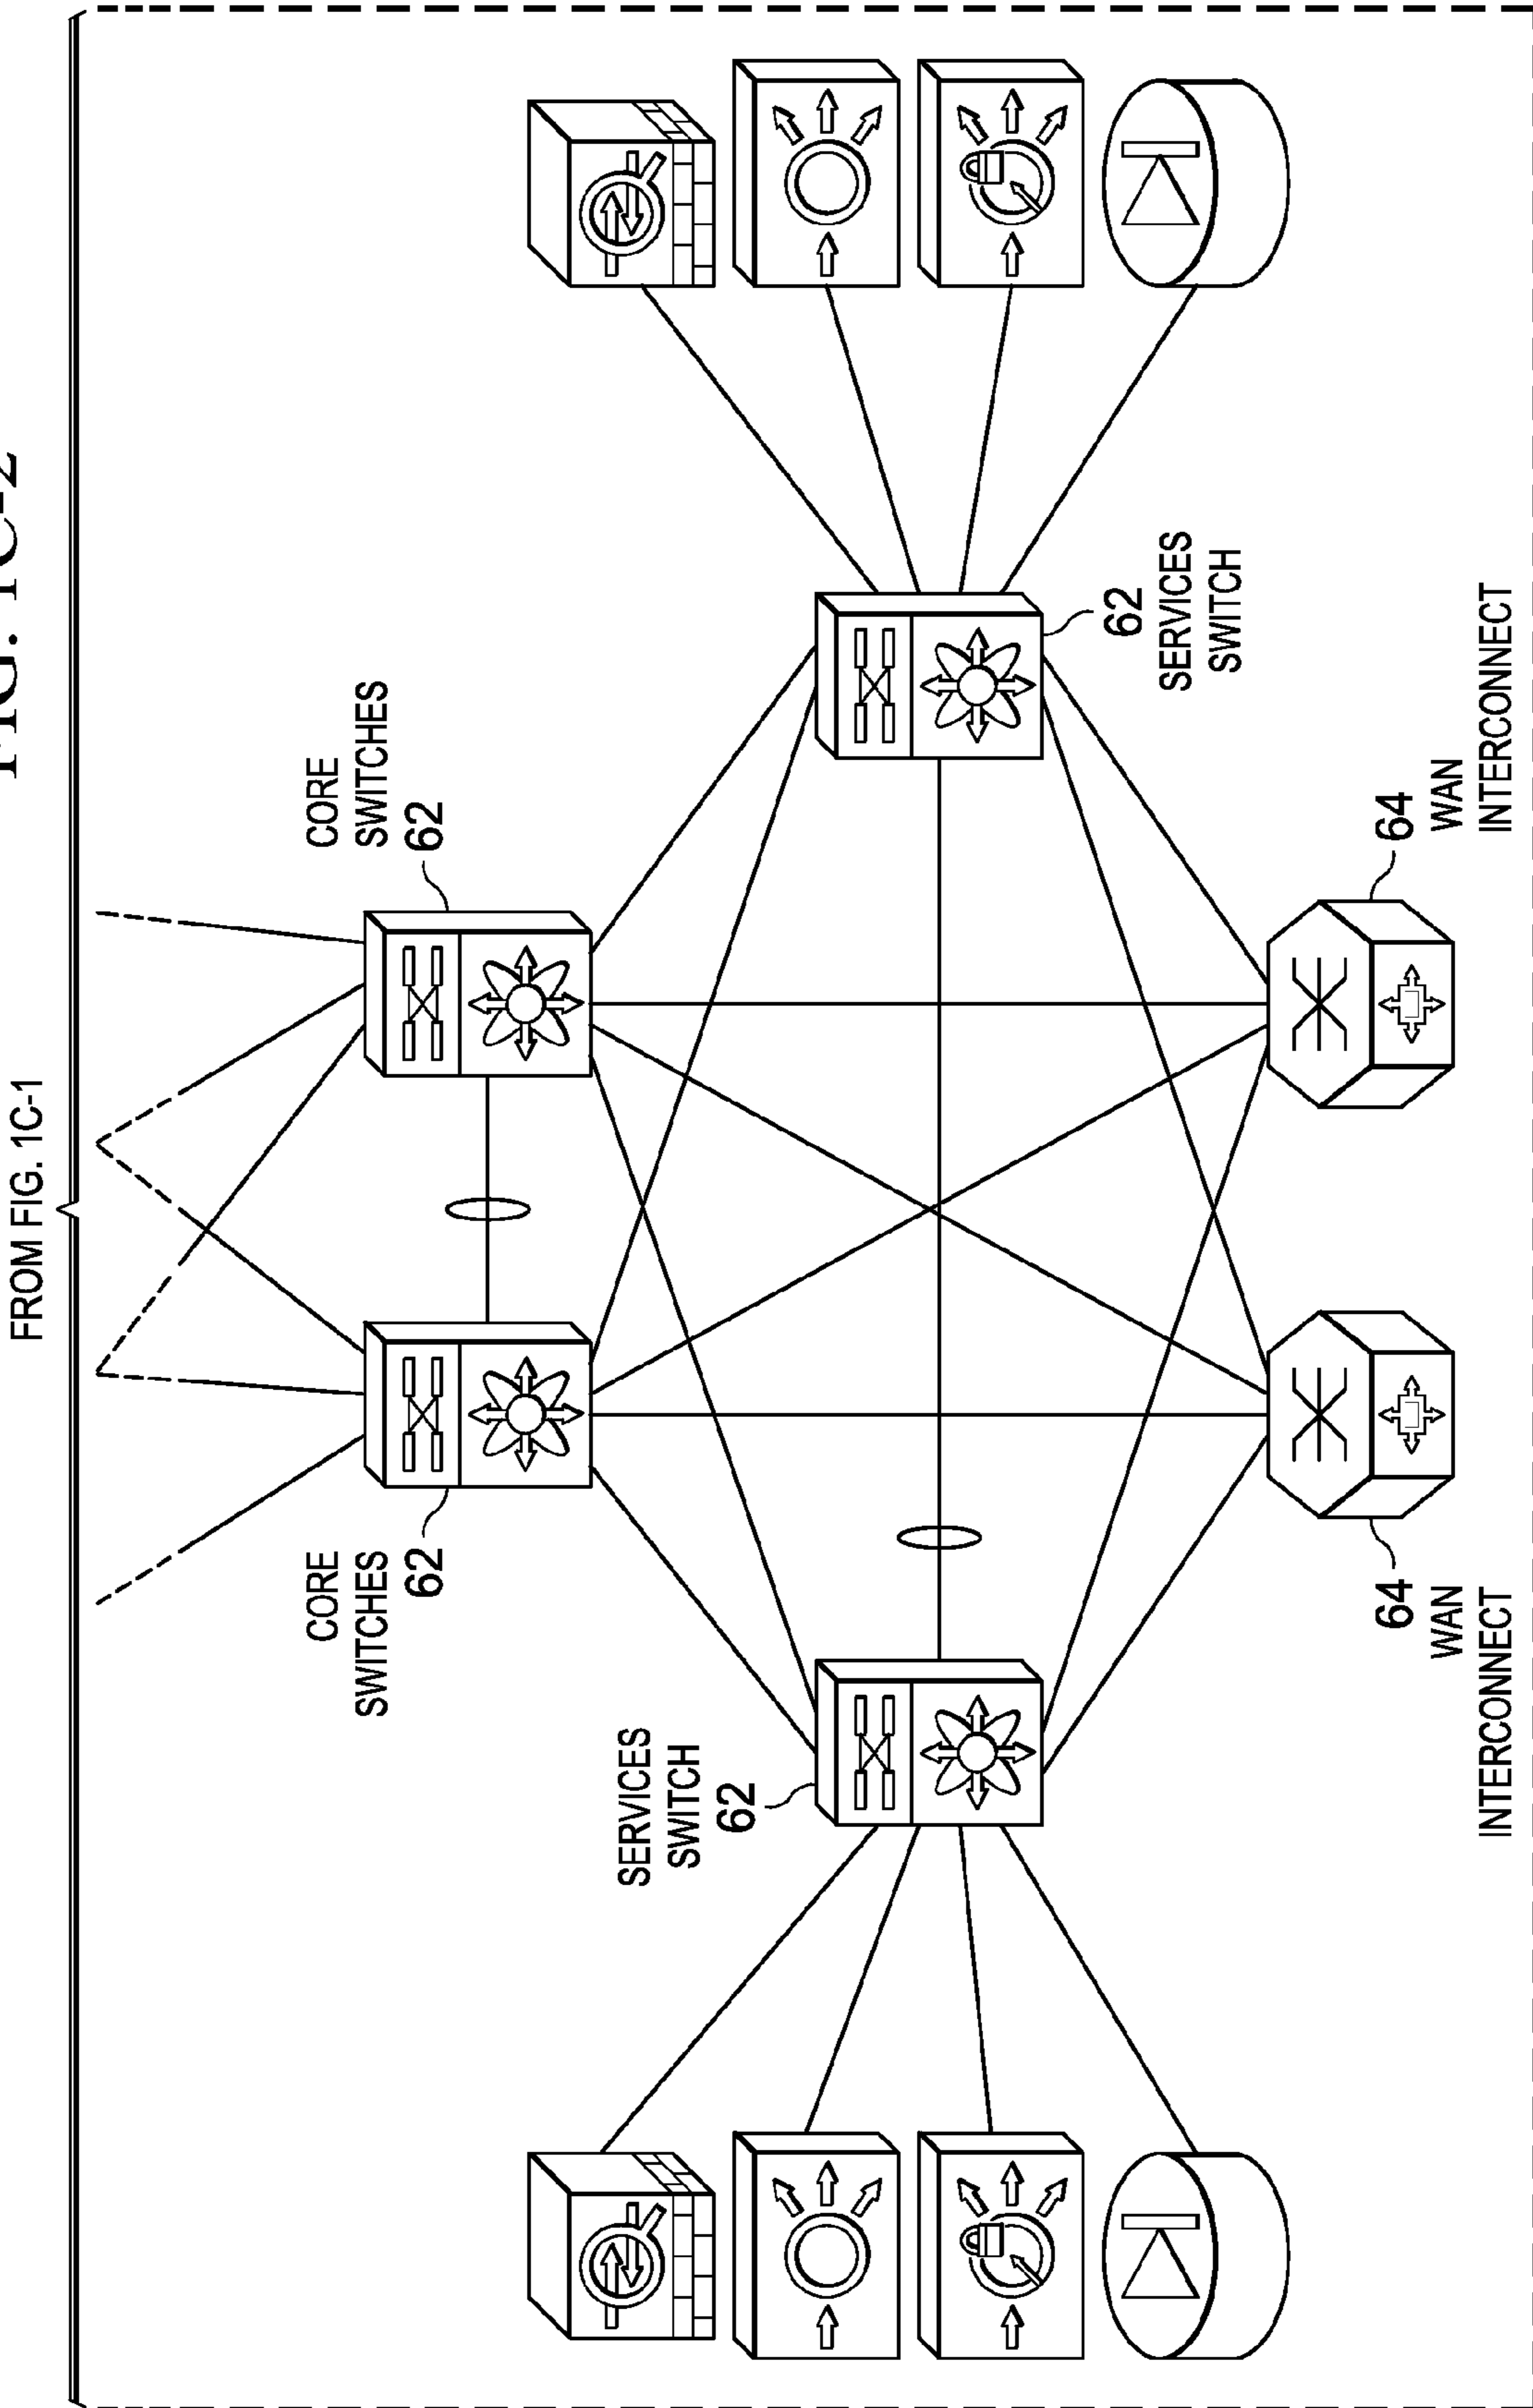 FIG. 1C-2
FROM FIG. 1C-1
CORE
SWITCHES
62
CORE
SWITCHES
62
SERVICES
SWITCH
62
62
SERVICES
SWITCH
64
WAN
INTERCONNECT
64
WAN
INTERCONNECT